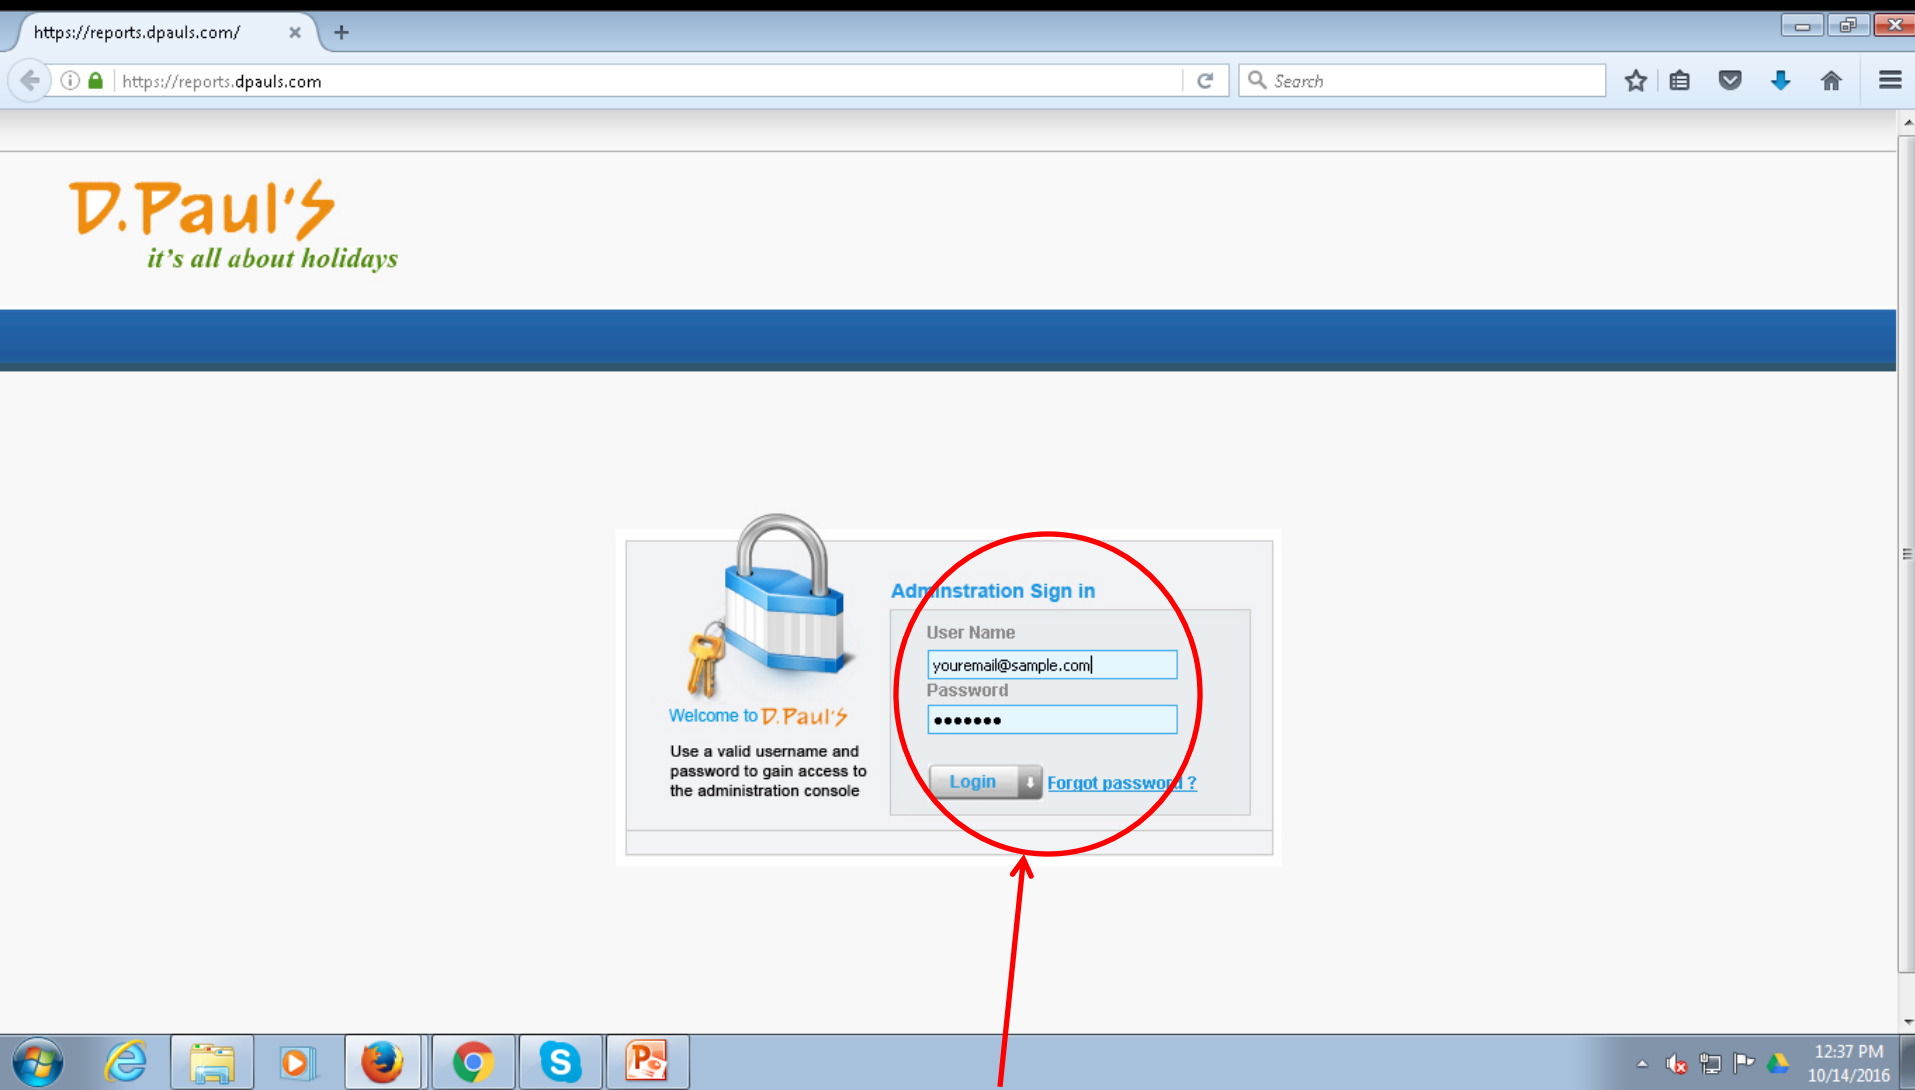 https://reports.dpauls.com/
https://reports.dpauls.com
Search
D.Paul's
it's all about holidays
Adminstration Sign in
User Name
youremail@sample.com
Password
Welcome to D.Paul's
Use a valid username and
password to gain access to
the administration console
Login
Forgot password ?
12:37 PM
10/14/2016